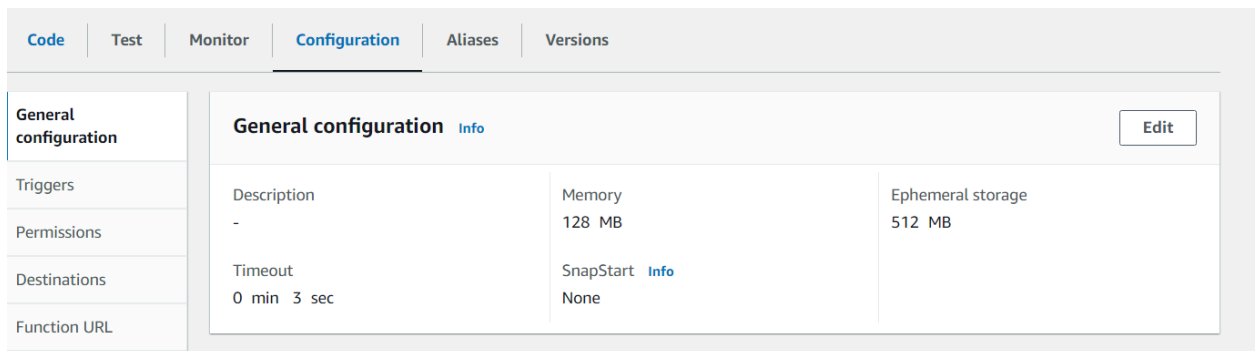 Code Test Monitor Configuration Aliases Versions
General
configuration
Triggers
Permissions
Destinations
Function URL
General configuration Info
Edit
Description
-
Memory
128 MB
Ephemeral storage
512 MB
Timeout
0 min 3 sec
SnapStart Info
None